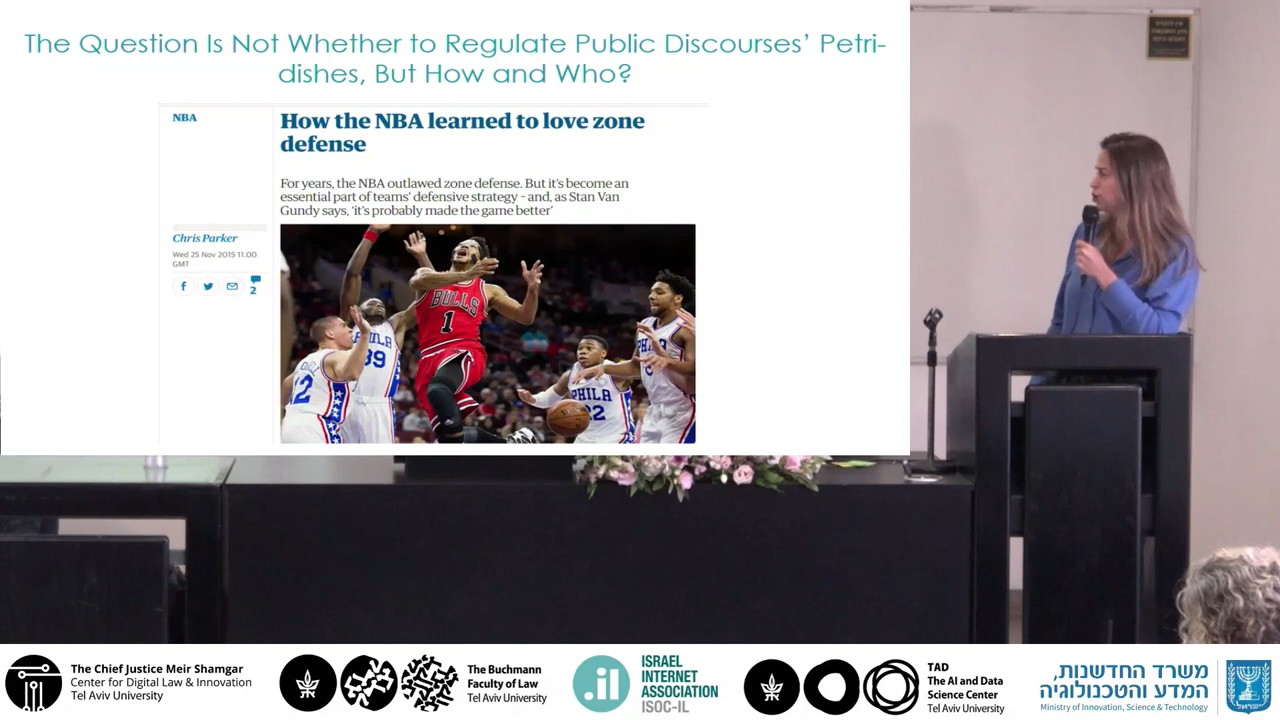 The Question Is Not Whether to Regulate Public Discourses’ Petri-
dishes, But How and Who?
NBA
How the NBA learned to love zone
defense
For years, the NBA outlawed zone defense. But it's become an
essential part of teams' defensive strategy – and, as Stan Van
Gundy says, 'it's probably made the game better'
Chris Parker
Wed 25 Nov 2015 11.00
GMT
2
BULLS
1
PHILA
39
12
PHILA
22
PHILA
The Chief Justice Meir Shamgar
Center for Digital Law & Innovation
Tel Aviv University
The Buchmann
Faculty of Law
Tel Aviv University
.il
ISRAEL
INTERNET
ASSOCIATION
ISOC-IL
TAD
The AI and Data
Science Center
Tel Aviv University
משרד החדשנות,
המדע והטכנולוגיה
Ministry of Innovation, Science & Technology
ישראל